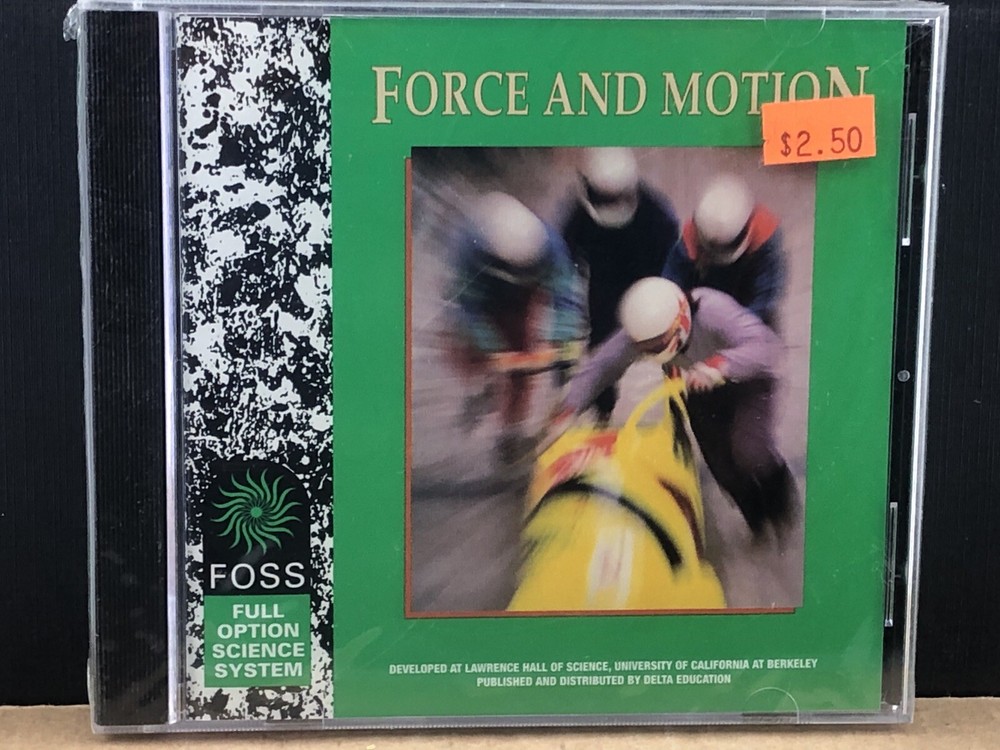 FORCE AND MOTION
$2.50
FOSS
FULL
OPTION
SCIENCE
SYSTEM
DEVELOPED AT LAWRENCE HALL OF SCIENCE, UNIVERSITY OF CALIFORNIA AT BERKELEY
PUBLISHED AND DISTRIBUTED BY DELTA EDUCATION